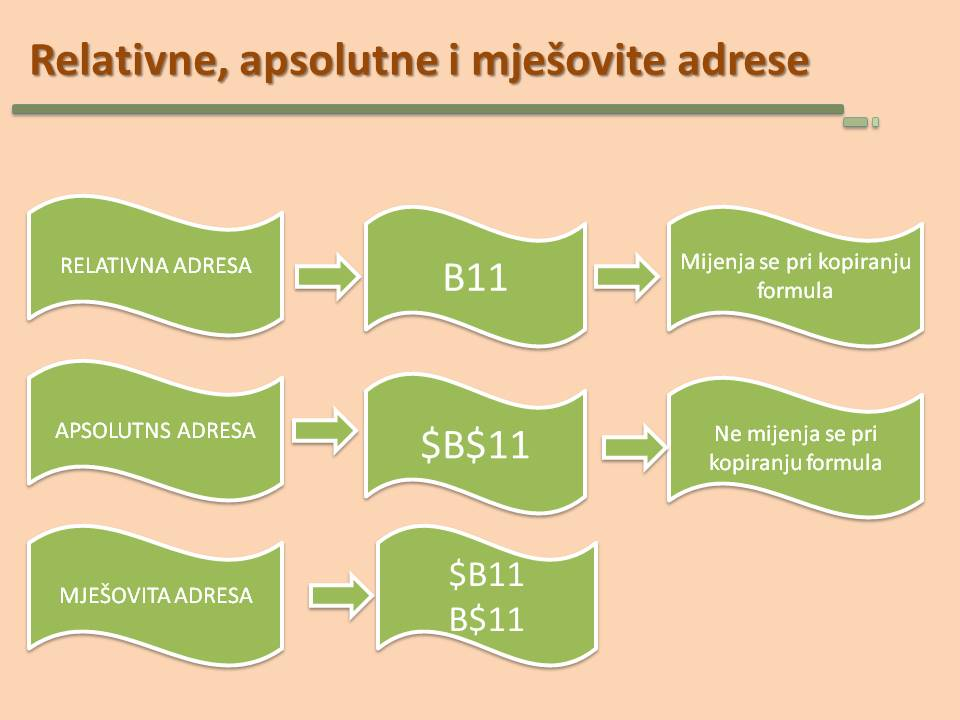 Relativne, apsolutne i mješovite adrese
RELATIVNA ADRESA
B11
Mijenja se pri kopiranju
formula
APSOLUTNS ADRESA
$B$11
Ne mijenja se pri
kopiranju formula
MJEŠOVITA ADRESA
$B11
B$11